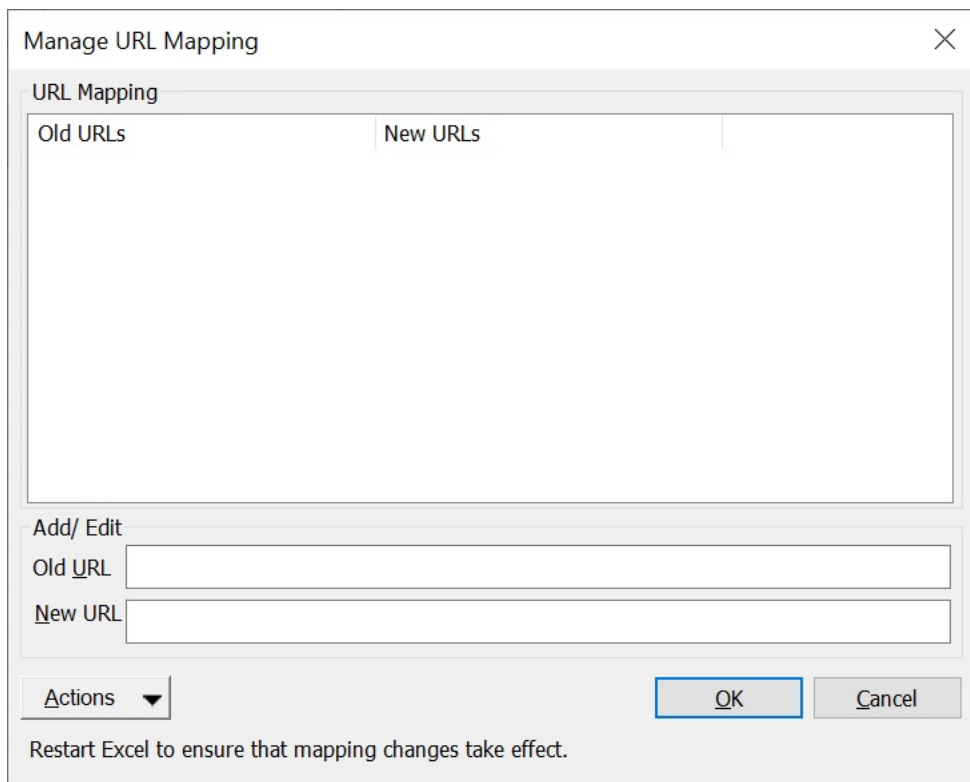 Manage URL Mapping
URL Mapping
Old URLs New URLs
Add/ Edit
Old URL
New URL
Actions OK Cancel
Restart Excel to ensure that mapping changes take effect.